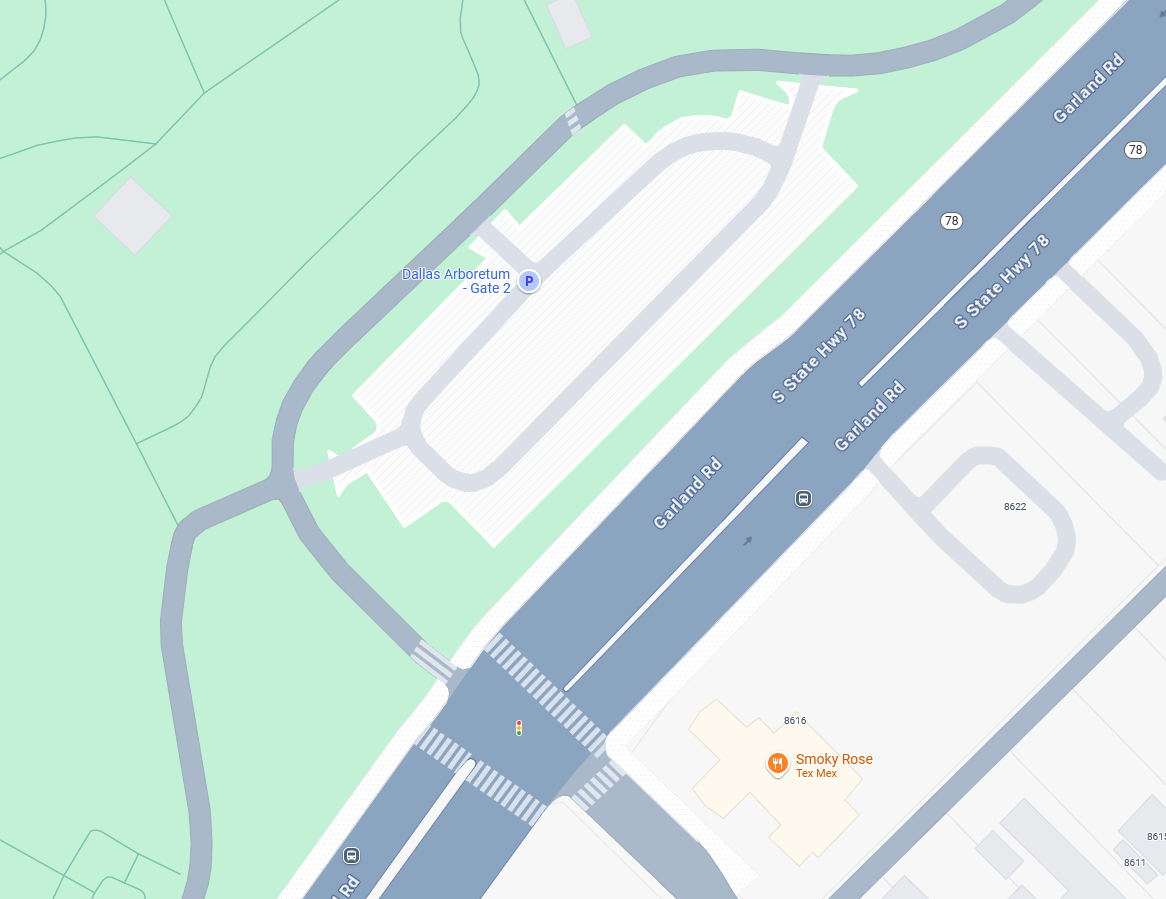 Garland Rd
78
78
S State Hwy 78
Dallas Arboretum
- Gate 2
P
S State Hwy 78
Garland Rd
Garland Rd
8622
8616
Smoky Rose
Tex Mex
8611
Rd